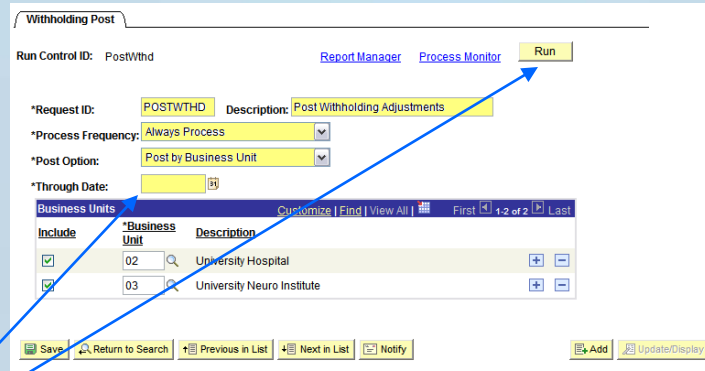 Withholding Post
Run Control ID: PostWthd Report Manager Process Monitor Run
*Request ID: POSTWTHD Description: Post Withholding Adjustments
*Process Frequency: Always Process
*Post Option: Post by Business Unit
*Through Date: 31
Business Units Customize | Find | View All | First 1-2 of 2 Last
Include *Business Unit Description
02 University Hospital
03 University Neuro Institute
Save Return to Search Previous in List Next in List Notify Add Update/Display